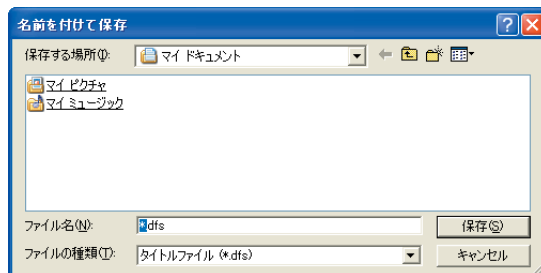 名前を付けて保存
保存する場所(I):
マイ ドキュメント
マイ ピクチャ
マイ ミュージック
ファイル名(N):
*.dfs
保存(S)
ファイルの種類(T):
タイトルファイル (*.dfs)
キャンセル